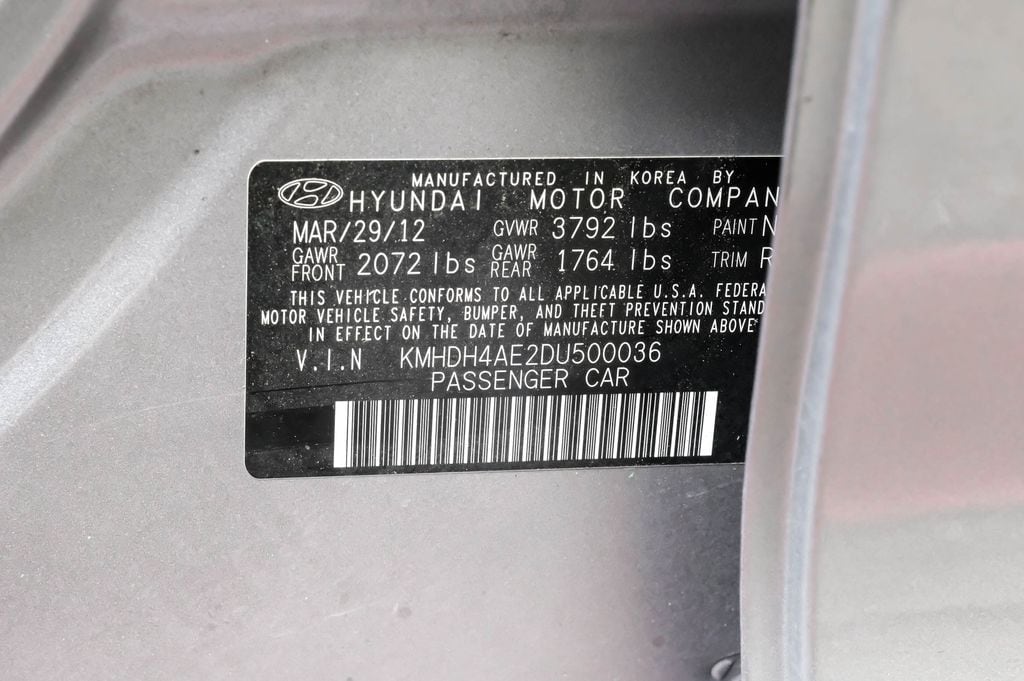 MANUFACTURED IN KOREA BY
HYUNDAI MOTOR COMPAN
MAR/29/12 GVWR 3792 lbs PAINT N
GAWR FRONT 2072 lbs GAWR REAR 1764 lbs TRIM R
THIS VEHICLE CONFORMS TO ALL APPLICABLE U.S.A. FEDERA
MOTOR VEHICLE SAFETY, BUMPER, AND THEFT PREVENTION STAND
IN EFFECT ON THE DATE OF MANUFACTURE SHOWN ABOVE
V.I.N KMHDH4AE2DU500036
PASSENGER CAR